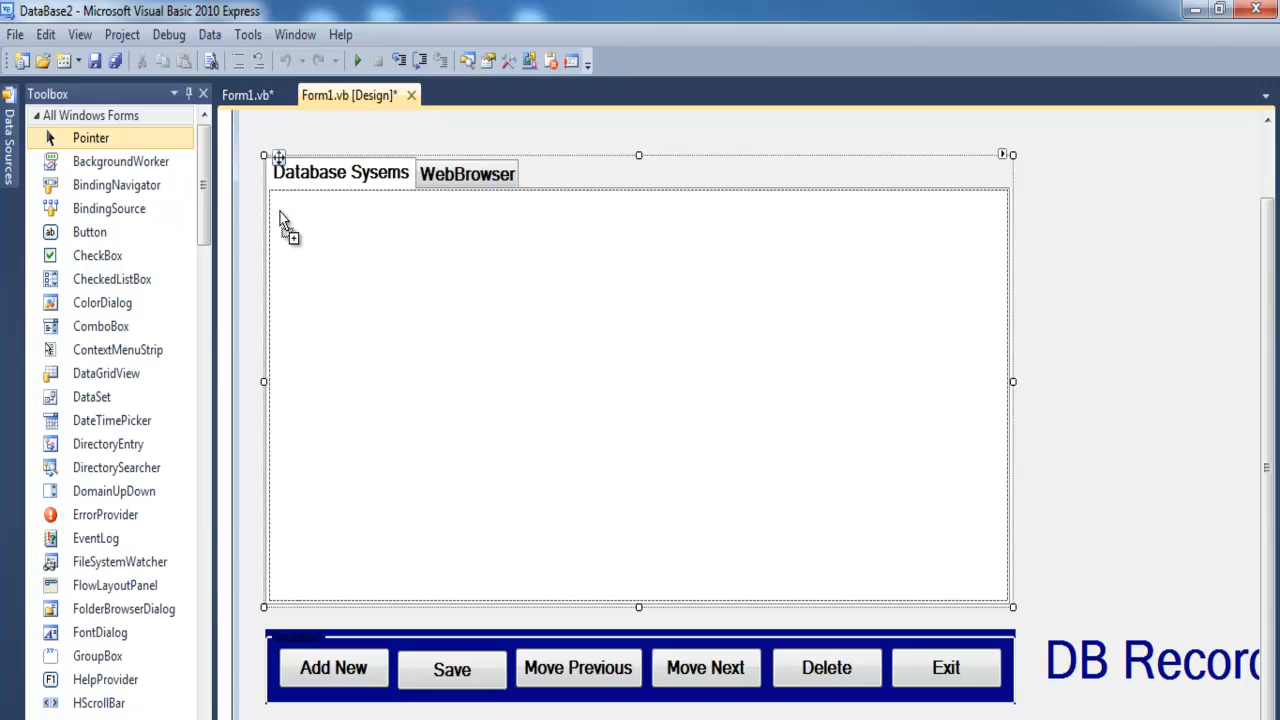 DataBase2 - Microsoft Visual Basic 2010 Express
File Edit View Project Debug Data Tools Window Help
Toolbox
Form1.vb*
Form1.vb [Design]*
Data Sources
All Windows Forms
Pointer
BackgroundWorker
BindingNavigator
BindingSource
Button
CheckBox
CheckedListBox
ColorDialog
ComboBox
ContextMenuStrip
DataGridView
DataSet
DateTimePicker
DirectoryEntry
DirectorySearcher
DomainUpDown
ErrorProvider
EventLog
FileSystemWatcher
FlowLayoutPanel
FolderBrowserDialog
FontDialog
GroupBox
HelpProvider
HScrollBar
Database Sysems
WebBrowser
Add New
Save
Move Previous
Move Next
Delete
Exit
DB Record